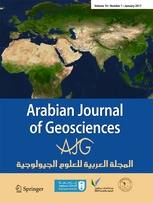 Volume 10 • Number 1 • January 2017
Arabian Journal
of Geosciences
AJG
المجلة العربية للعلوم الجيولوجية
Springer